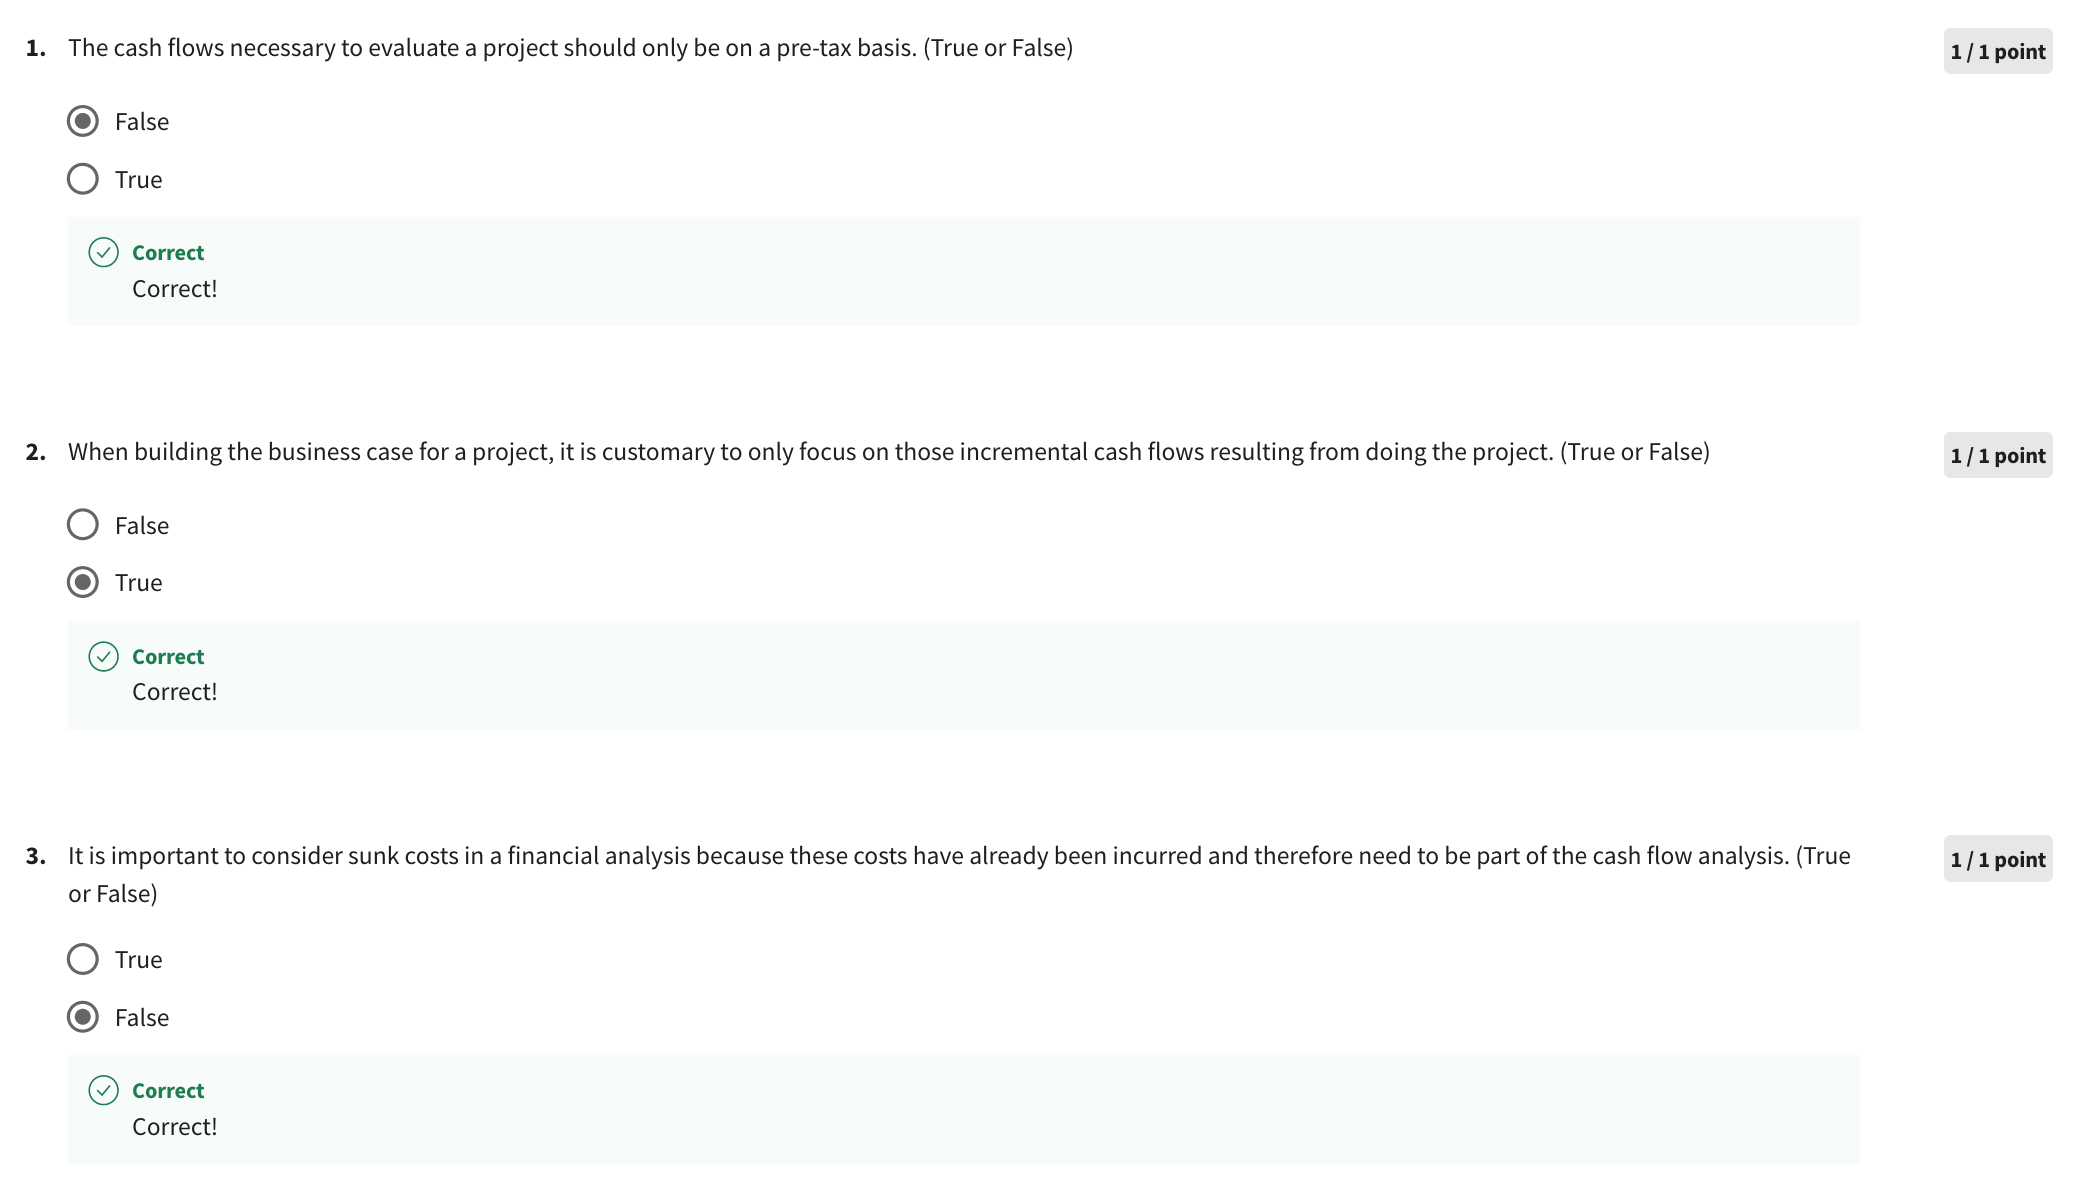 1. The cash flows necessary to evaluate a project should only be on a pre-tax basis. (True or False)
1 / 1 point
False
True
Correct
Correct!
2. When building the business case for a project, it is customary to only focus on those incremental cash flows resulting from doing the project. (True or False)
1 / 1 point
False
True
Correct
Correct!
3. It is important to consider sunk costs in a financial analysis because these costs have already been incurred and therefore need to be part of the cash flow analysis. (True
or False)
1 / 1 point
True
False
Correct
Correct!